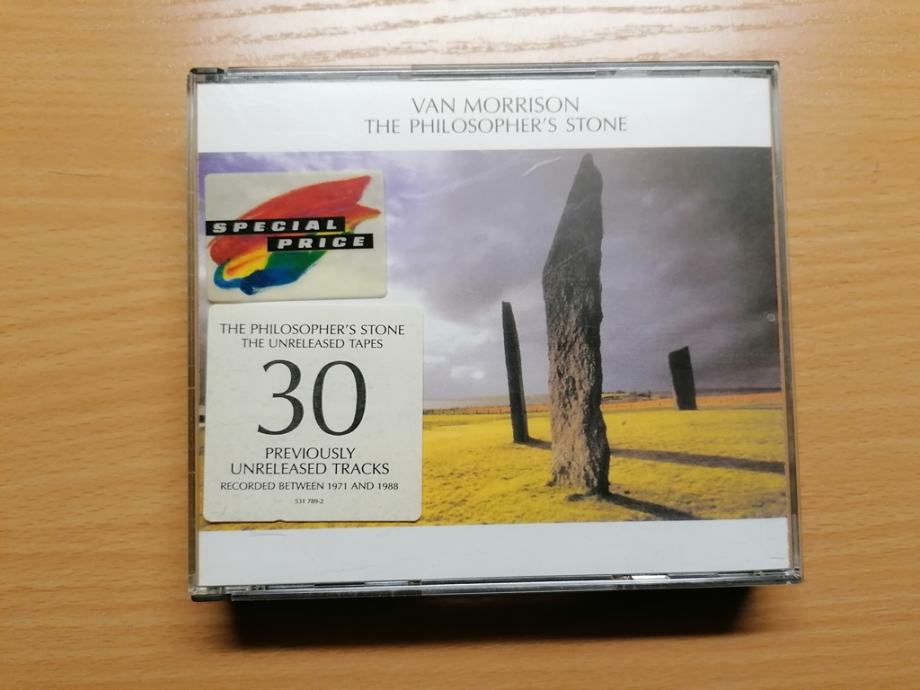 VAN MORRISON
THE PHILOSOPHER'S STONE
SPECIAL
PRICE
THE PHILOSOPHER'S STONE
THE UNRELEASED TAPES
30
PREVIOUSLY
UNRELEASED TRACKS
RECORDED BETWEEN 1971 AND 1988
531 789-2